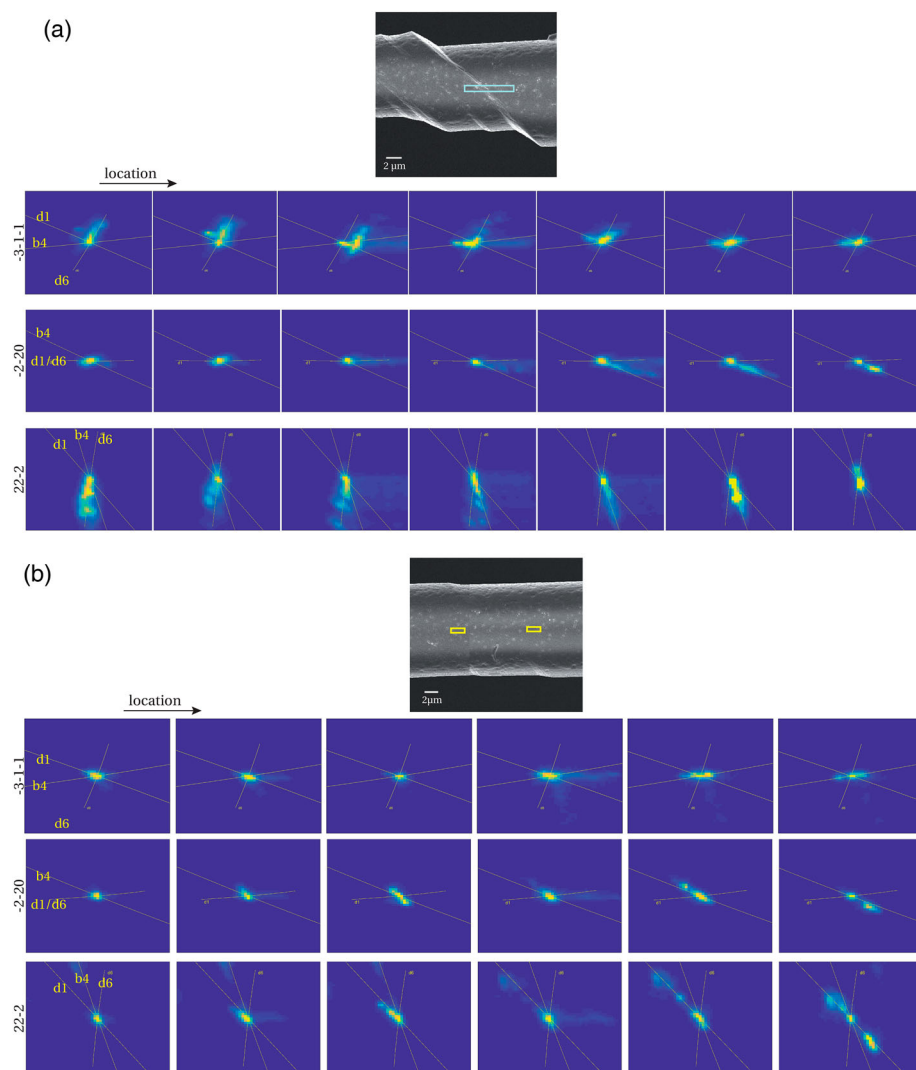 (a)
2 µm
location
-3-1-1
d1
b4
d6
-2-20
b4
d1/d6
22-2
d1
b4
d6
(b)
2µm
location
-3-1-1
d1
b4
d6
-2-20
b4
d1/d6
22-2
d1
b4
d6